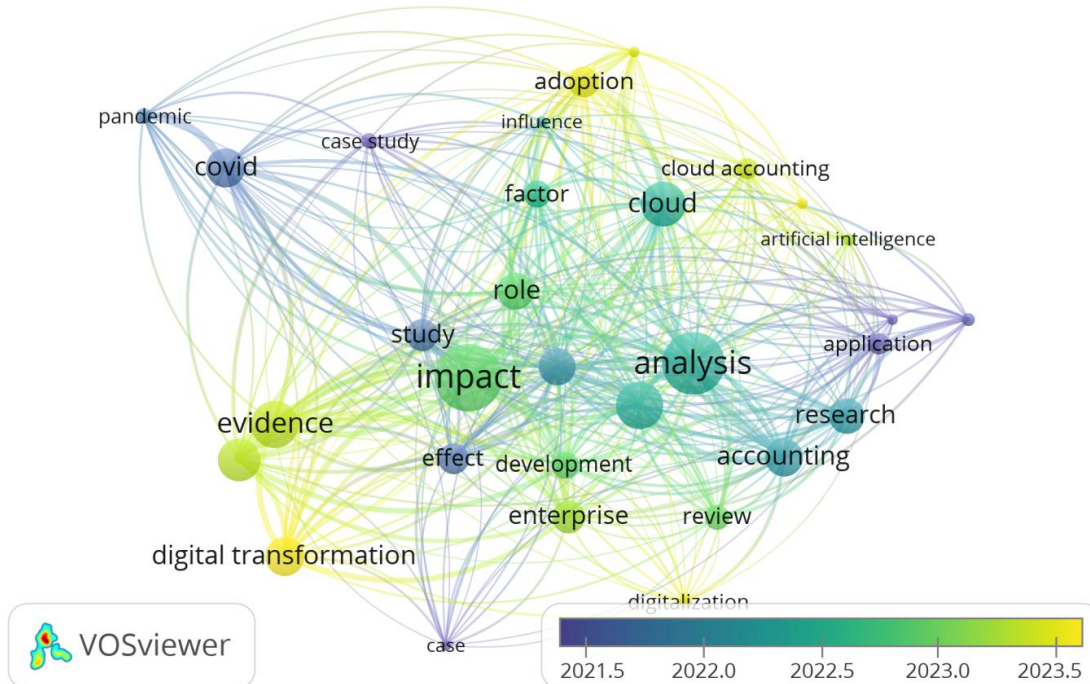 adoption
pandemic
influence
case study
covid
cloud accounting
factor
cloud
artificial intelligence
role
study
application
analysis
impact
research
evidence
accounting
effect
development
enterprise
review
digital transformation
digitalization
case
VOSviewer
2021.5
2022.0
2022.5
2023.0
2023.5